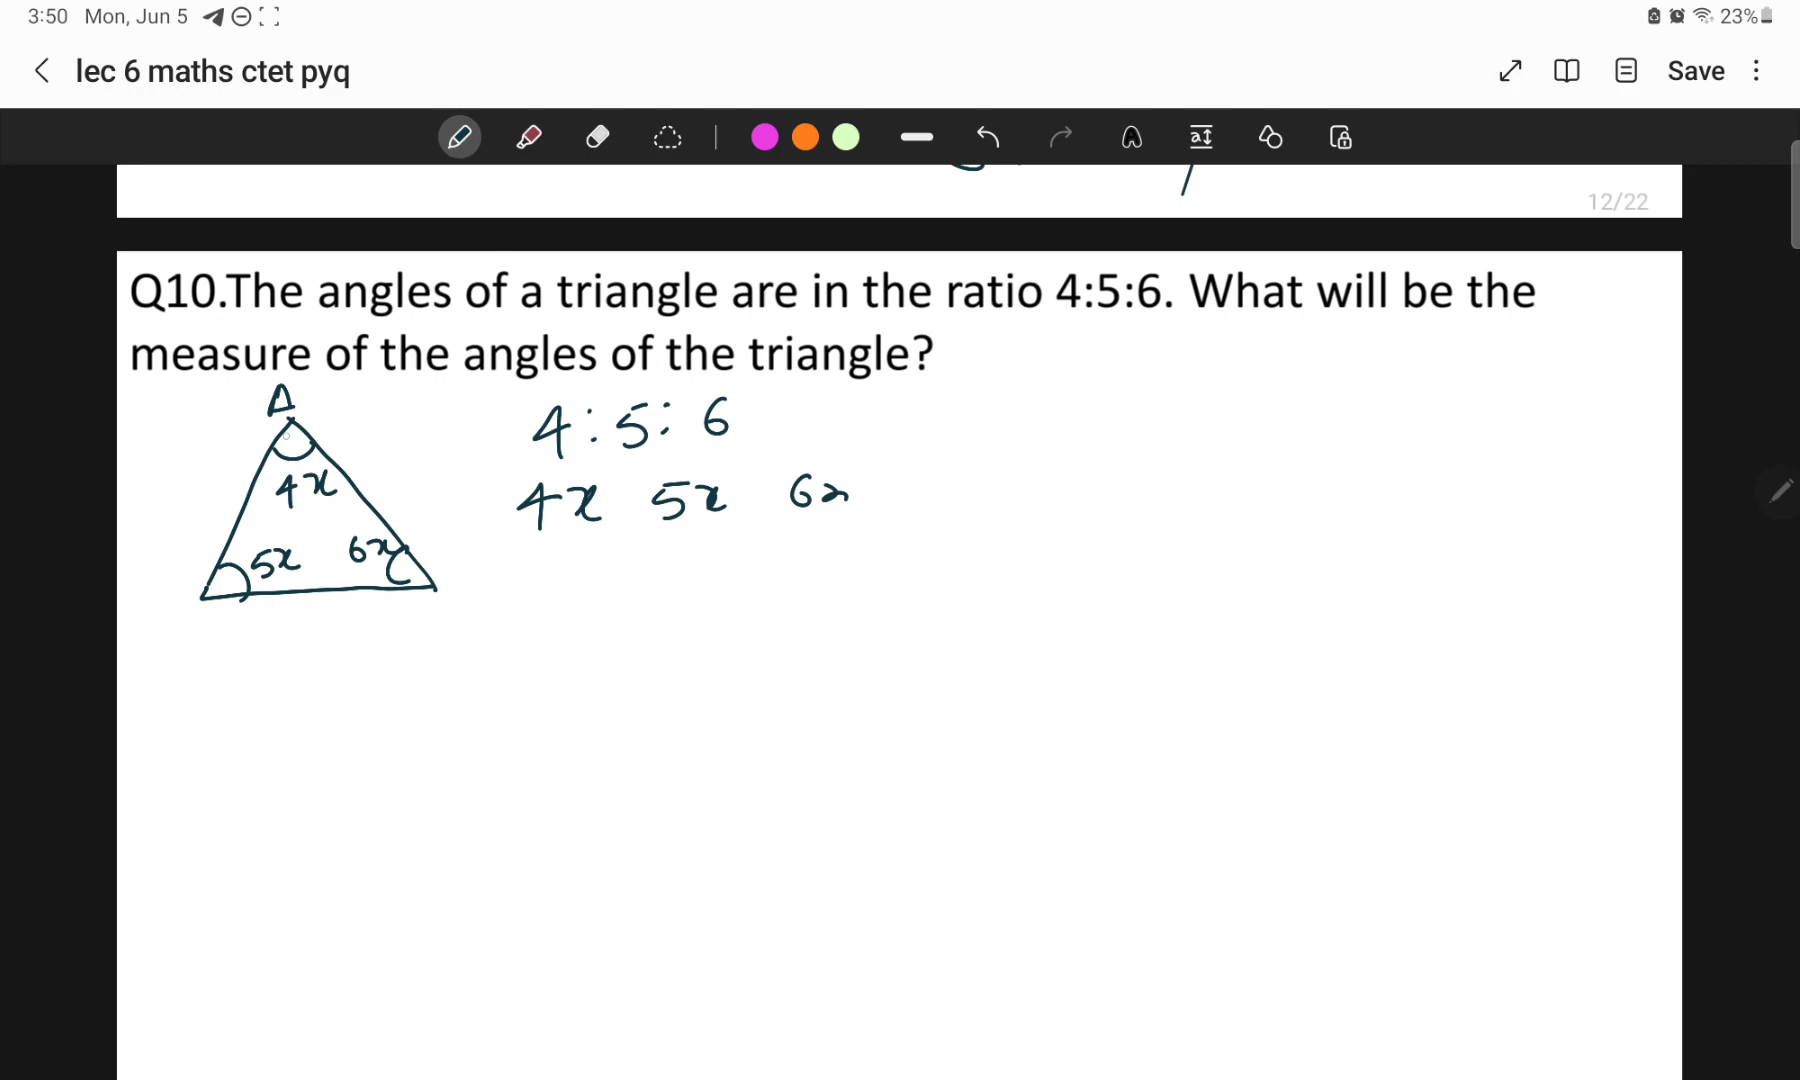 3:50 Mon, Jun 5 23%
lec 6 maths ctet pyq Save
12/22
Q10.The angles of a triangle are in the ratio 4:5:6. What will be the
measure of the angles of the triangle?
A
4:5:6
4x 5x 6x
4x
5x 6x